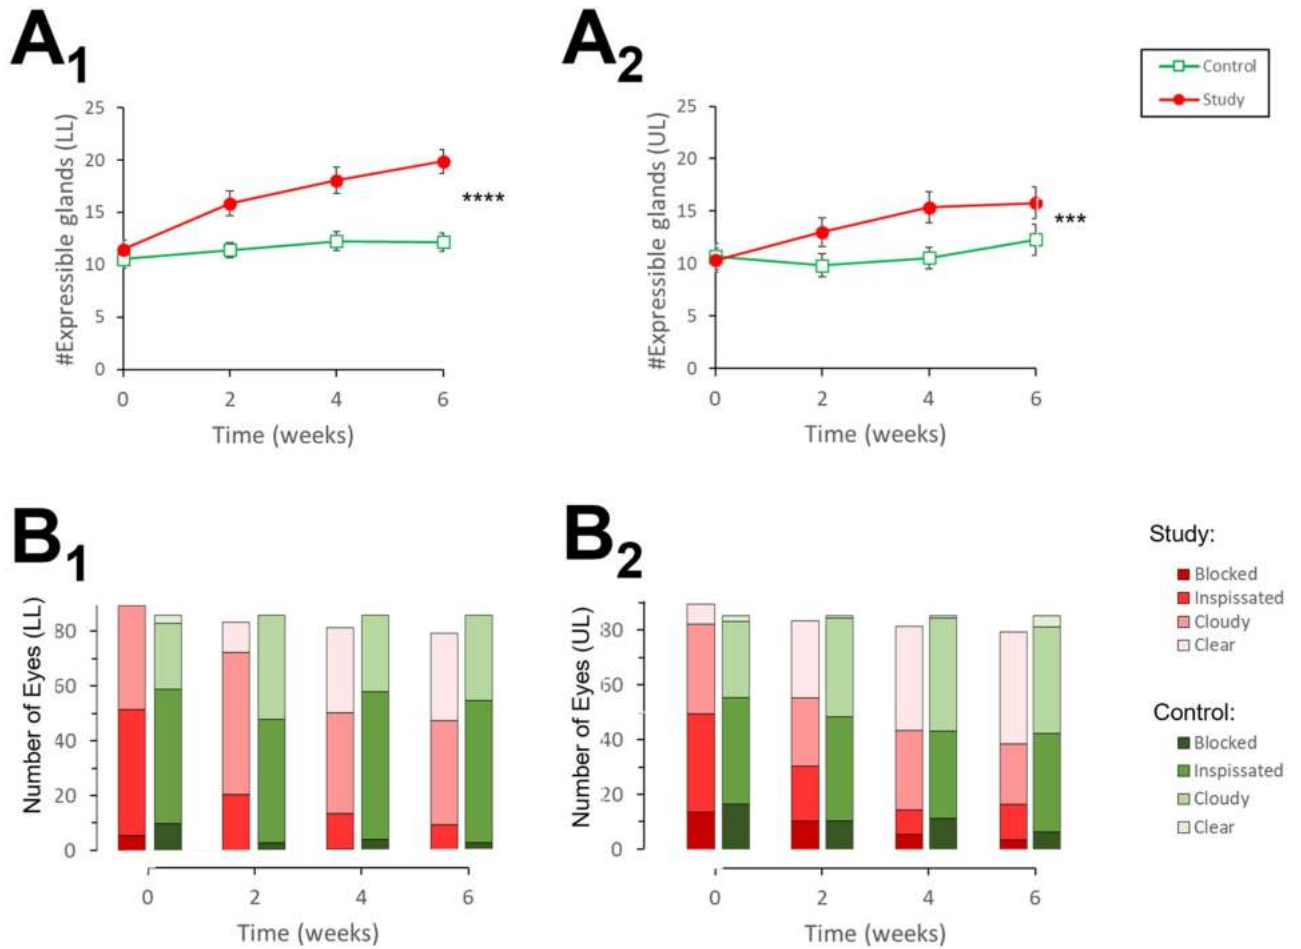 A1
#Expressible glands (LL)
25
20
15
10
5
0
****
0 2 4 6
Time (weeks)
A2
#Expressible glands (UL)
25
20
15
10
5
0
***
0 2 4 6
Time (weeks)
Control
Study
B1
Number of Eyes (LL)
80
60
40
20
0
0 2 4 6
Time (weeks)
B2
Number of Eyes (UL)
80
60
40
20
0
0 2 4 6
Time (weeks)
Study:
Blocked
Inspissated
Cloudy
Clear
Control:
Blocked
Inspissated
Cloudy
Clear